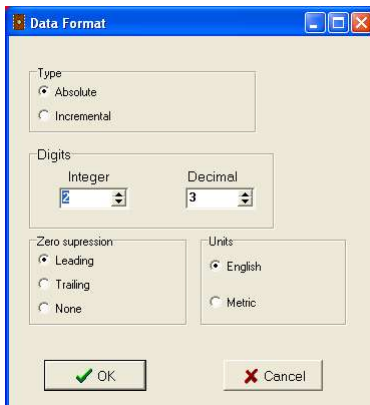 Data Format
Type
Absolute
Incremental
Digits
Integer Decimal
2 3
Zero supression Units
Leading English
Trailing Metric
None
OK Cancel